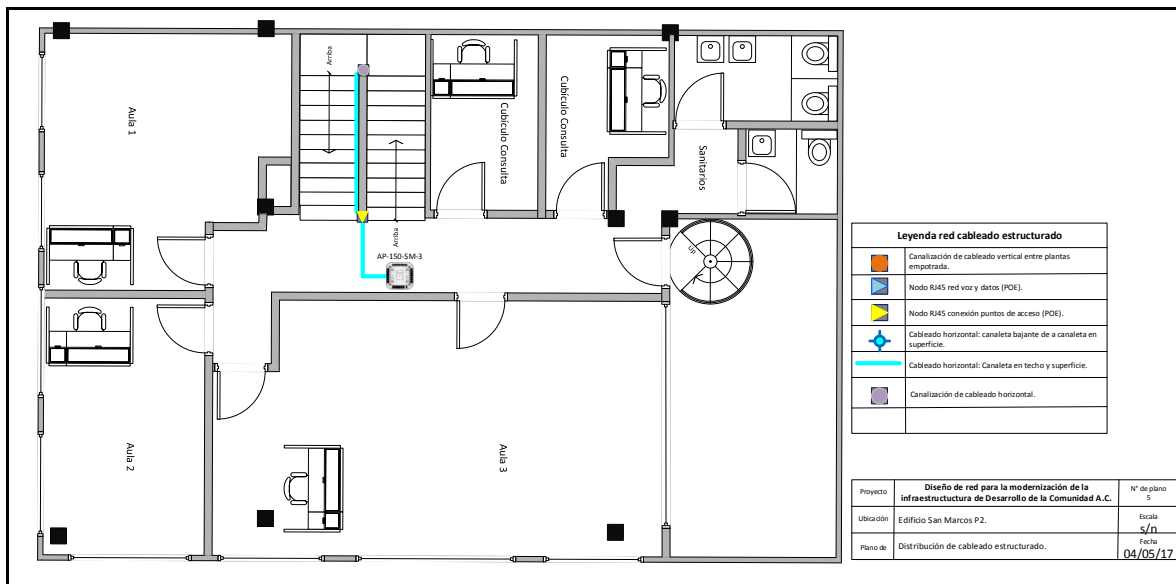 Arriba
Aula 1
Cubículo Consulta
Cubículo Consulta
Sanitarios
Arriba
AP-150-SM-3
Up
Aula 2
Aula 3
Leyenda red cableado estructurado
Canalización de cableado vertical entre plantas
empotrada.
Nodo RJ45 red voz y datos (POE).
Nodo RJ45 conexión puntos de acceso (POE).
Cableado horizontal: canaleta bajante de a canaleta en
superficie.
Cableado horizontal: Canaleta en techo y superficie.
Canalización de cableado horizontal.
Proyecto
Diseño de red para la modernización de la
infraestructuctura de Desarrollo de la Comunidad A.C.
N° de plano
5
Ubicación
Edificio San Marcos P2.
Escala
s/n
Plano de
Distribución de cableado estructurado.
Fecha
04/05/17